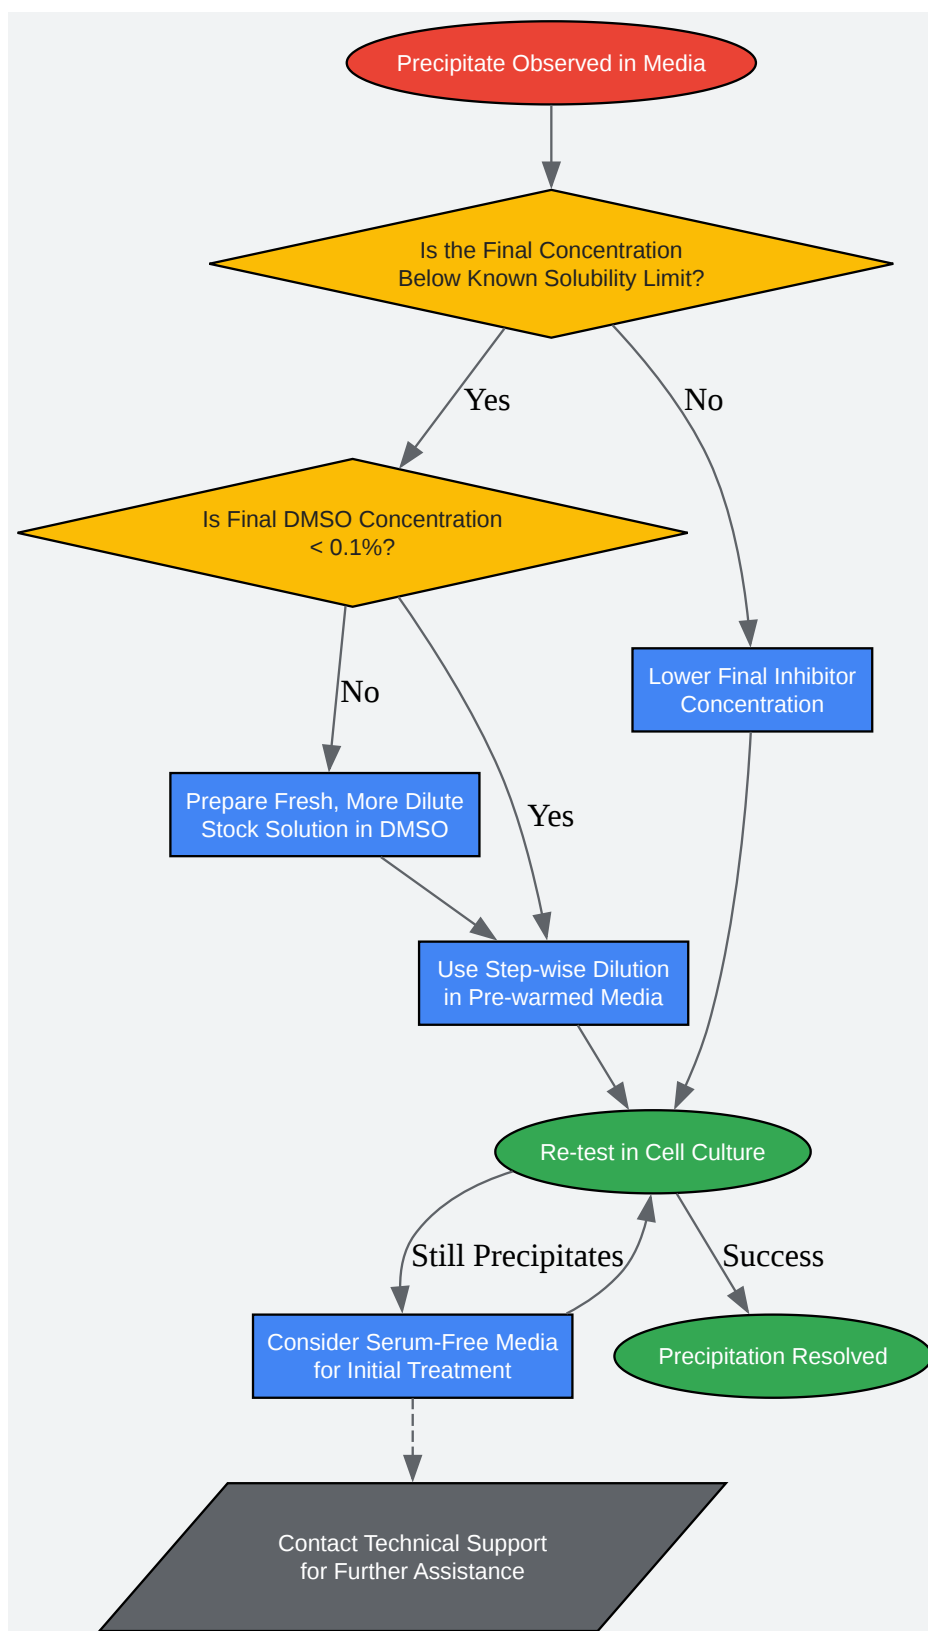 Precipitate Observed in Media
Is the Final Concentration
Below Known Solubility Limit?
Yes
No
Is Final DMSO Concentration
< 0.1%?
No
Lower Final Inhibitor
Concentration
Prepare Fresh, More Dilute
Stock Solution in DMSO
Yes
Use Step-wise Dilution
in Pre-warmed Media
Re-test in Cell Culture
Still Precipitates
Success
Consider Serum-Free Media
for Initial Treatment
Precipitation Resolved
Contact Technical Support
for Further Assistance